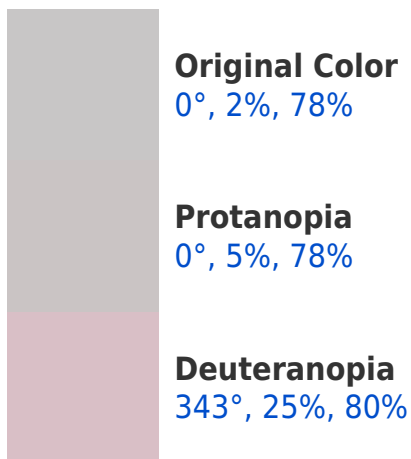 Original Color
0°, 2%, 78%
Protanopia
0°, 5%, 78%
Deuteranopia
343°, 25%, 80%